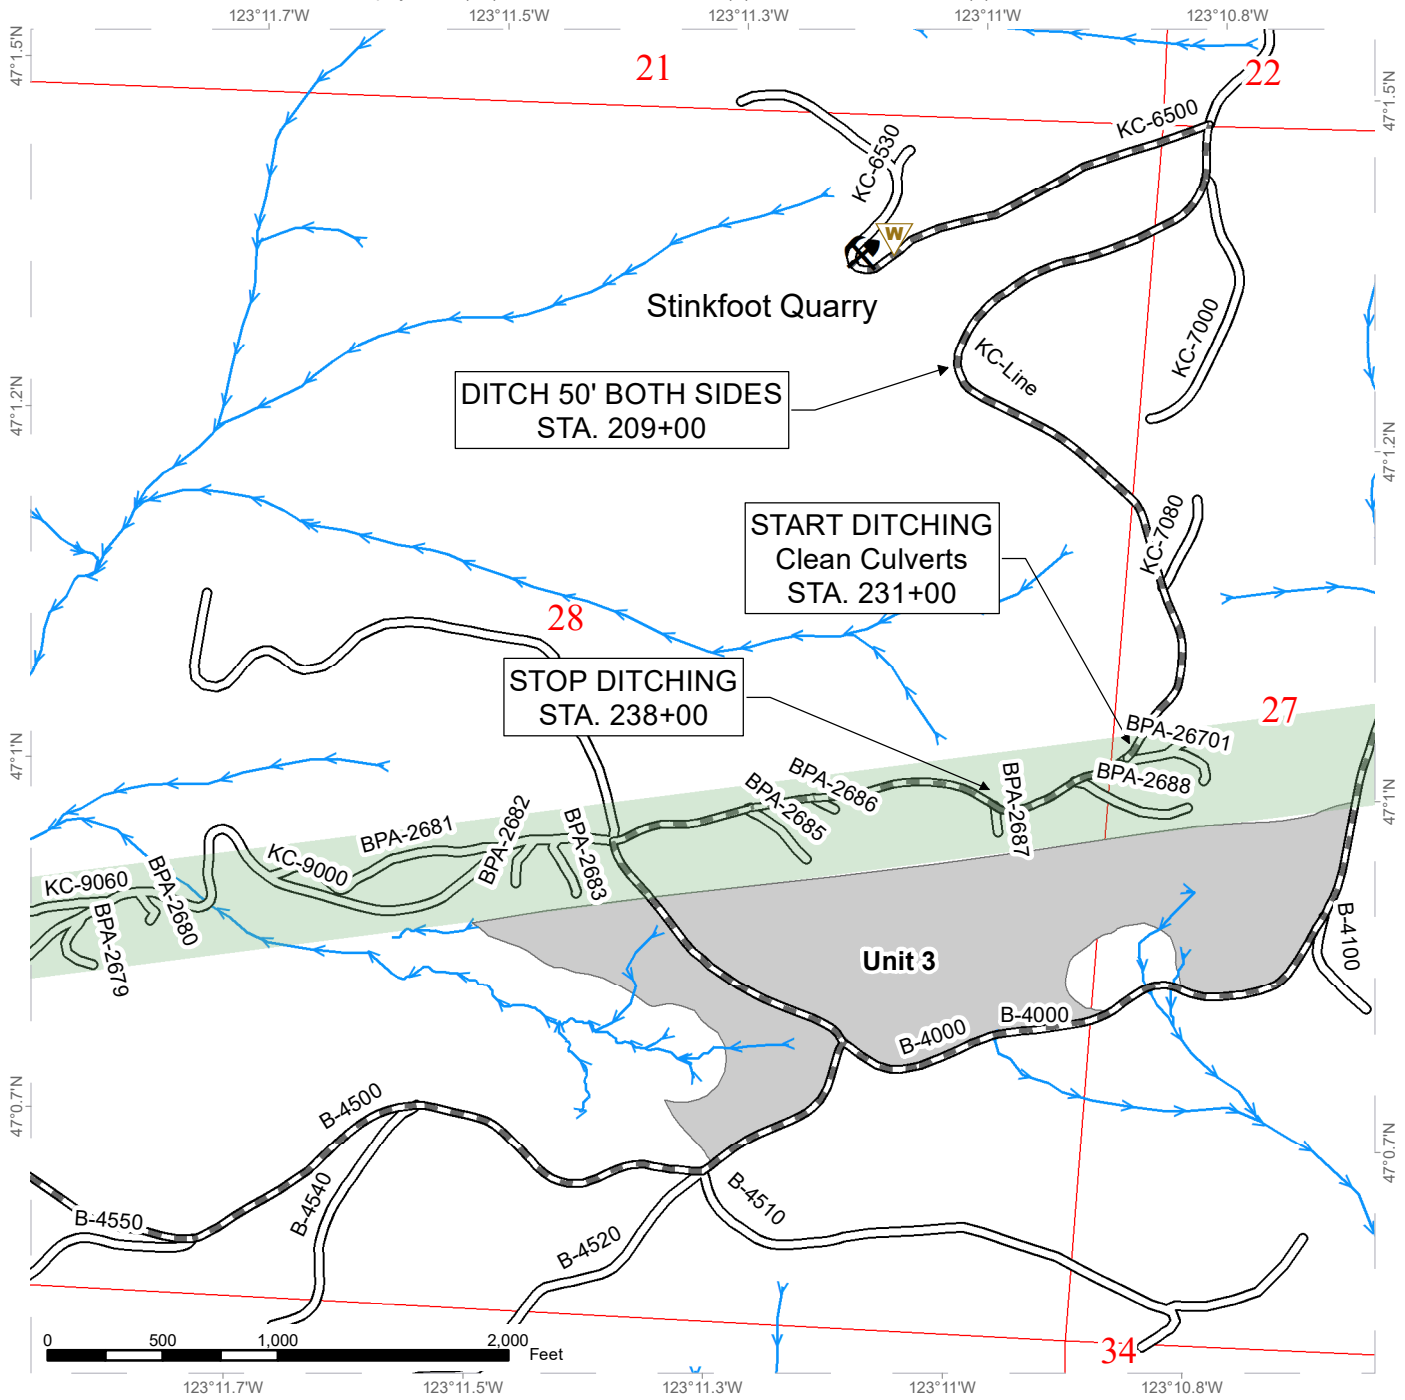 123°11.7'W
123°11.5'W
123°11.3'W
123°11'W
123°10.8'W
47°1.5'N
47°1.5'N
21
22
KC-6500
KC-6530
W
Stinkfoot Quarry
KC-7000
KC-Line
DITCH 50' BOTH SIDES
STA. 209+00
47°1.2'N
47°1.2'N
START DITCHING
Clean Culverts
STA. 231+00
KC-7080
28
STOP DITCHING
STA. 238+00
27
BPA-26701
47°1'N
47°1'N
BPA-2688
BPA-2686
BPA-2685
BPA-2687
BPA-2681
BPA-2682
BPA-2683
KC-9000
KC-9060
BPA-2680
BPA-2679
Unit 3
B-4100
B-4000
B-4000
B-4500
47°0.7'N
47°0.7'N
B-4540
B-4550
B-4510
B-4520
34
0
500
1,000
2,000
Feet
123°11.7'W
123°11.5'W
123°11.3'W
123°11'W
123°10.8'W